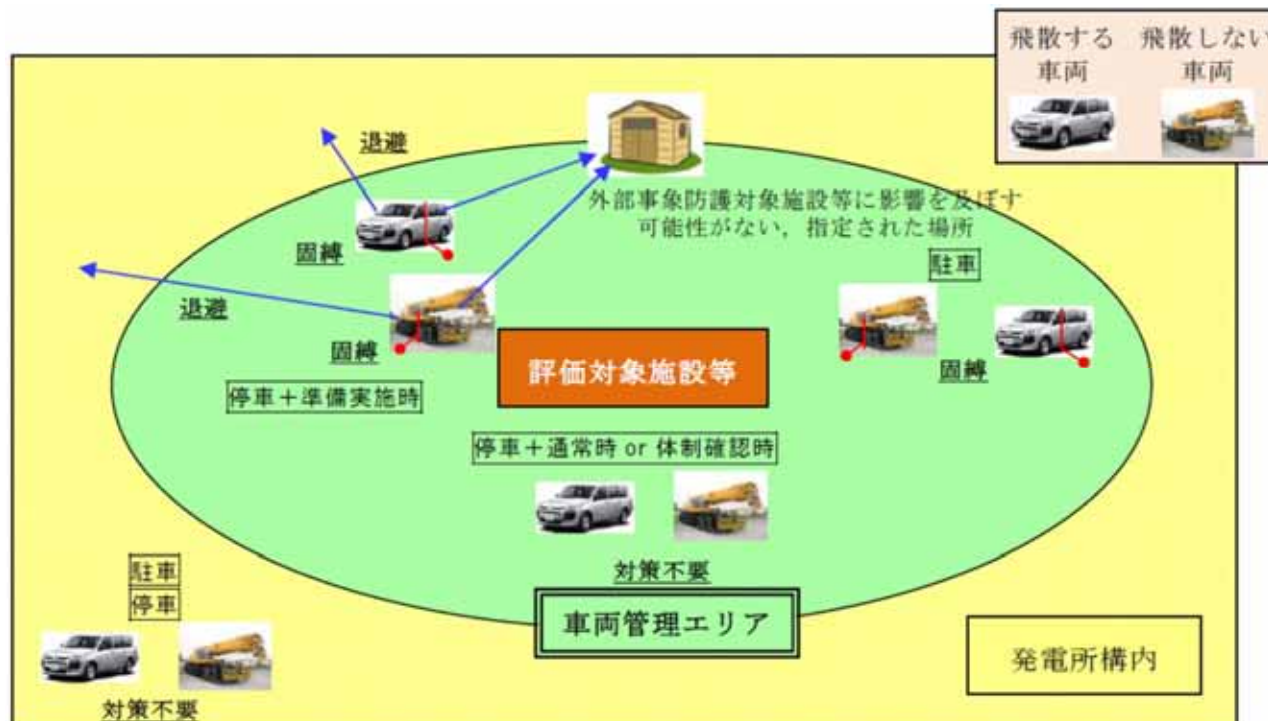 飛散する 飛散しない
車両 車両
退避
外部事象防護対象施設等に影響を及ぼす
可能性がない，指定された場所
固縛
駐車
退避
固縛
固縛
評価対象施設等
停車＋準備実施時
停車＋通常時 or 体制確認時
対策不要
駐車
停車
車両管理エリア
発電所構内
対策不要